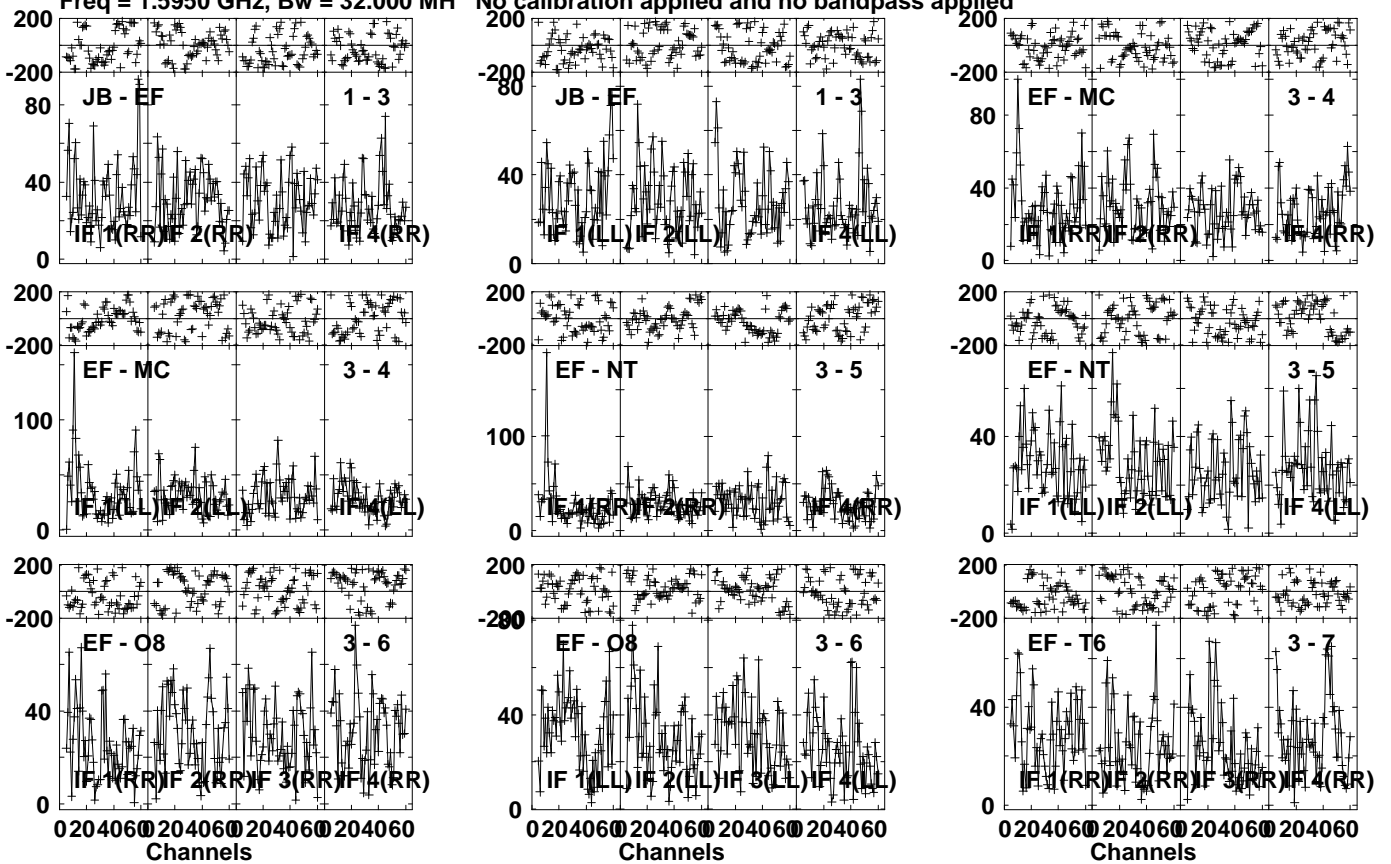 Freq = 1.5950 GHz, Bw = 32.000 MH No calibration applied and no bandpass applied
200
-200
JB - EF 1 - 3
80
40
0
IF 1(RR) IF 2(RR) IF 4(RR)
200
-200
JB - EF 1 - 3
80
40
0
IF 1(LL) IF 2(LL) IF 4(LL)
200
-200
EF - MC 3 - 4
80
40
0
IF 1(RR) IF 2(RR) IF 4(RR)
200
-200
EF - MC 3 - 4
100
0
IF 1(LL) IF 2(LL) IF 4(LL)
200
-200
EF - NT 3 - 5
100
0
IF 1(RR) IF 2(RR) IF 4(RR)
200
-200
EF - NT 3 - 5
40
0
IF 1(LL) IF 2(LL) IF 4(LL)
200
-200
EF - O8 3 - 6
40
0
IF 1(RR) IF 2(RR) IF 3(RR) IF 4(RR)
0 20 40 60 0 20 40 60 0 20 40 60 0 20 40 60
Channels
200
-200
80
EF - O8 3 - 6
40
0
IF 1(LL) IF 2(LL) IF 3(LL) IF 4(LL)
0 20 40 60 0 20 40 60 0 20 40 60 0 20 40 60
Channels
200
-200
EF - T6 3 - 7
40
0
IF 1(RR) IF 2(RR) IF 3(RR) IF 4(RR)
0 20 40 60 0 20 40 60 0 20 40 60 0 20 40 60
Channels